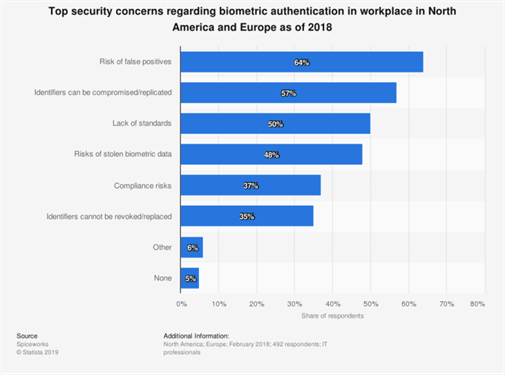 Top security concerns regarding biometric authentication in workplace in North
America and Europe as of 2018
Risk of false positives
64%
Identifiers can be compromised/replicated
57%
Lack of standards
50%
Risks of stolen biometric data
48%
Compliance risks
37%
Identifiers cannot be revoked/replaced
35%
Other
6%
None
5%
0% 10% 20% 30% 40% 50% 60% 70% 80%
Share of respondents
Source
Spiceworks
© Statista 2019
Additional Information:
North America; Europe; February 2018; 492 respondents; IT
professionals